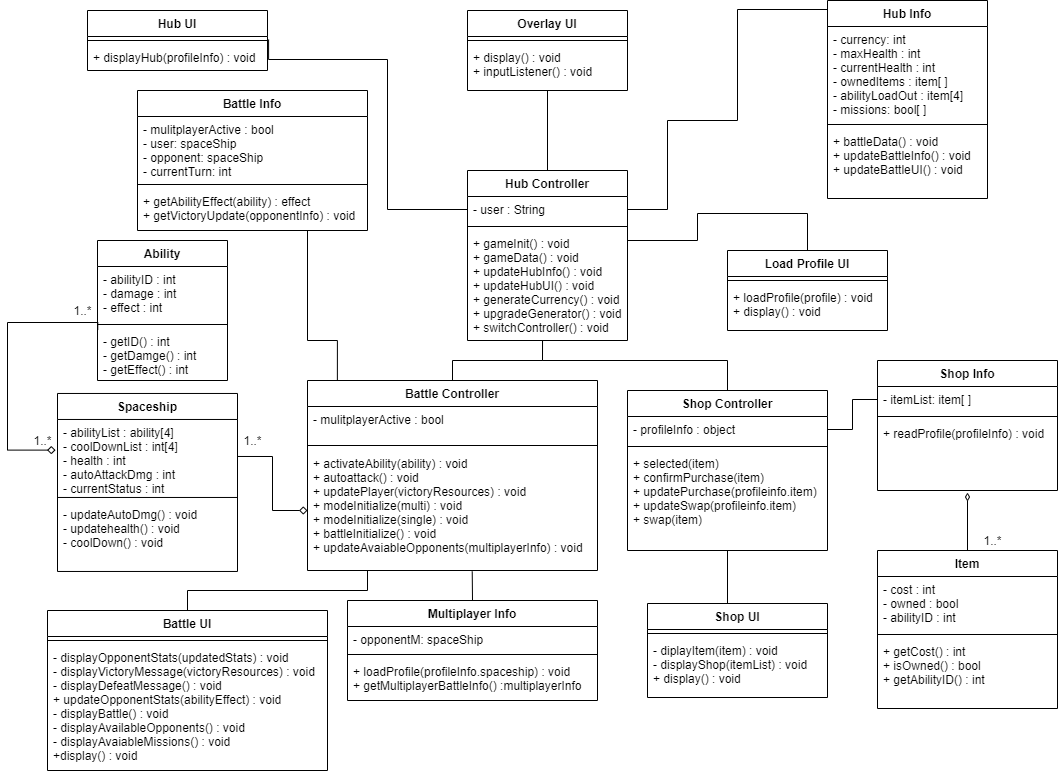 Hub UI
+ displayHub(profileInfo) : void
Overlay UI
+ display() : void
+ inputListener() : void
Hub Info
- currency: int
- maxHealth : int
- currentHealth : int
- ownedItems : item[ ]
- abilityLoadOut : item[4]
- missions: bool[ ]
+ battleData() : void
+ updateBattleInfo() : void
+ updateBattleUI() : void
Battle Info
- mulitplayerActive : bool
- user: spaceShip
- opponent: spaceShip
- currentTurn: int
+ getAbilityEffect(ability) : effect
+ getVictoryUpdate(opponentInfo) : void
Hub Controller
- user : String
+ gameInit() : void
+ gameData() : void
+ updateHubInfo() : void
+ updateHubUI() : void
+ generateCurrency() : void
+ upgradeGenerator() : void
+ switchController() : void
Load Profile UI
+ loadProfile(profile) : void
+ display() : void
Ability
- abilityID : int
- damage : int
- effect : int
- getID() : int
- getDamge() : int
- getEffect() : int
1..*
1..*
Spaceship
- abilityList : ability[4]
- coolDownList : int[4]
- health : int
- autoAttackDmg : int
- currentStatus : int
- updateAutoDmg() : void
- updatehealth() : void
- coolDown() : void
1..*
Battle Controller
- mulitplayerActive : bool
+ activateAbility(ability) : void
+ autoattack() : void
+ updatePlayer(victoryResources) : void
+ modeInitialize(multi) : void
+ modeInitialize(single) : void
+ battleInitialize() : void
+ updateAvaiableOpponents(multiplayerInfo) : void
Shop Controller
- profileInfo : object
+ selected(item)
+ confirmPurchase(item)
+ updatePurchase(profileinfo.item)
+ updateSwap(profileinfo.item)
+ swap(item)
Shop Info
- itemList: item[ ]
+ readProfile(profileInfo) : void
1..*
Item
- cost : int
- owned : bool
- abilityID : int
+ getCost() : int
+ isOwned() : bool
+ getAbilityID() : int
Battle UI
- displayOpponentStats(updatedStats) : void
- displayVictoryMessage(victoryResources) : void
- displayDefeatMessage() : void
+ updateOpponentStats(abilityEffect) : void
- displayBattle() : void
- displayAvailableOpponents() : void
- displayAvaiableMissions() : void
+display() : void
Multiplayer Info
- opponentM: spaceShip
+ loadProfile(profileInfo.spaceship) : void
+ getMultiplayerBattleInfo() :multiplayerInfo
Shop UI
- diplayItem(item) : void
- displayShop(itemList) : void
+ display() : void